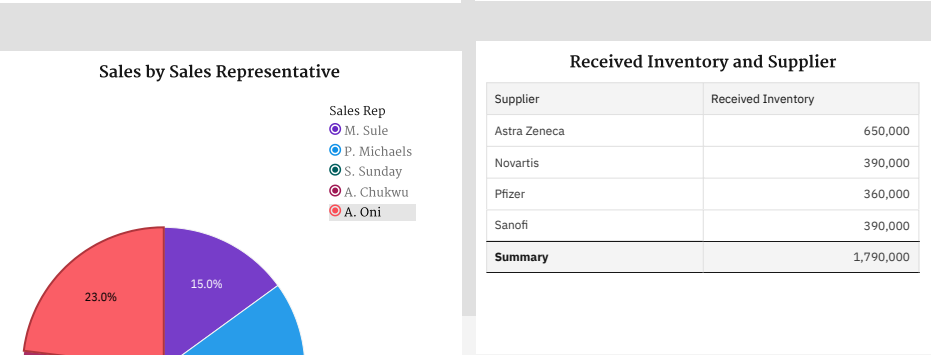 Sales by Sales Representative
Sales Rep
M. Sule
P. Michaels
S. Sunday
A. Chukwu
A. Oni
15.0%
23.0%
Received Inventory and Supplier
Supplier Received Inventory
Astra Zeneca 650,000
Novartis 390,000
Pfizer 360,000
Sanofi 390,000
Summary 1,790,000